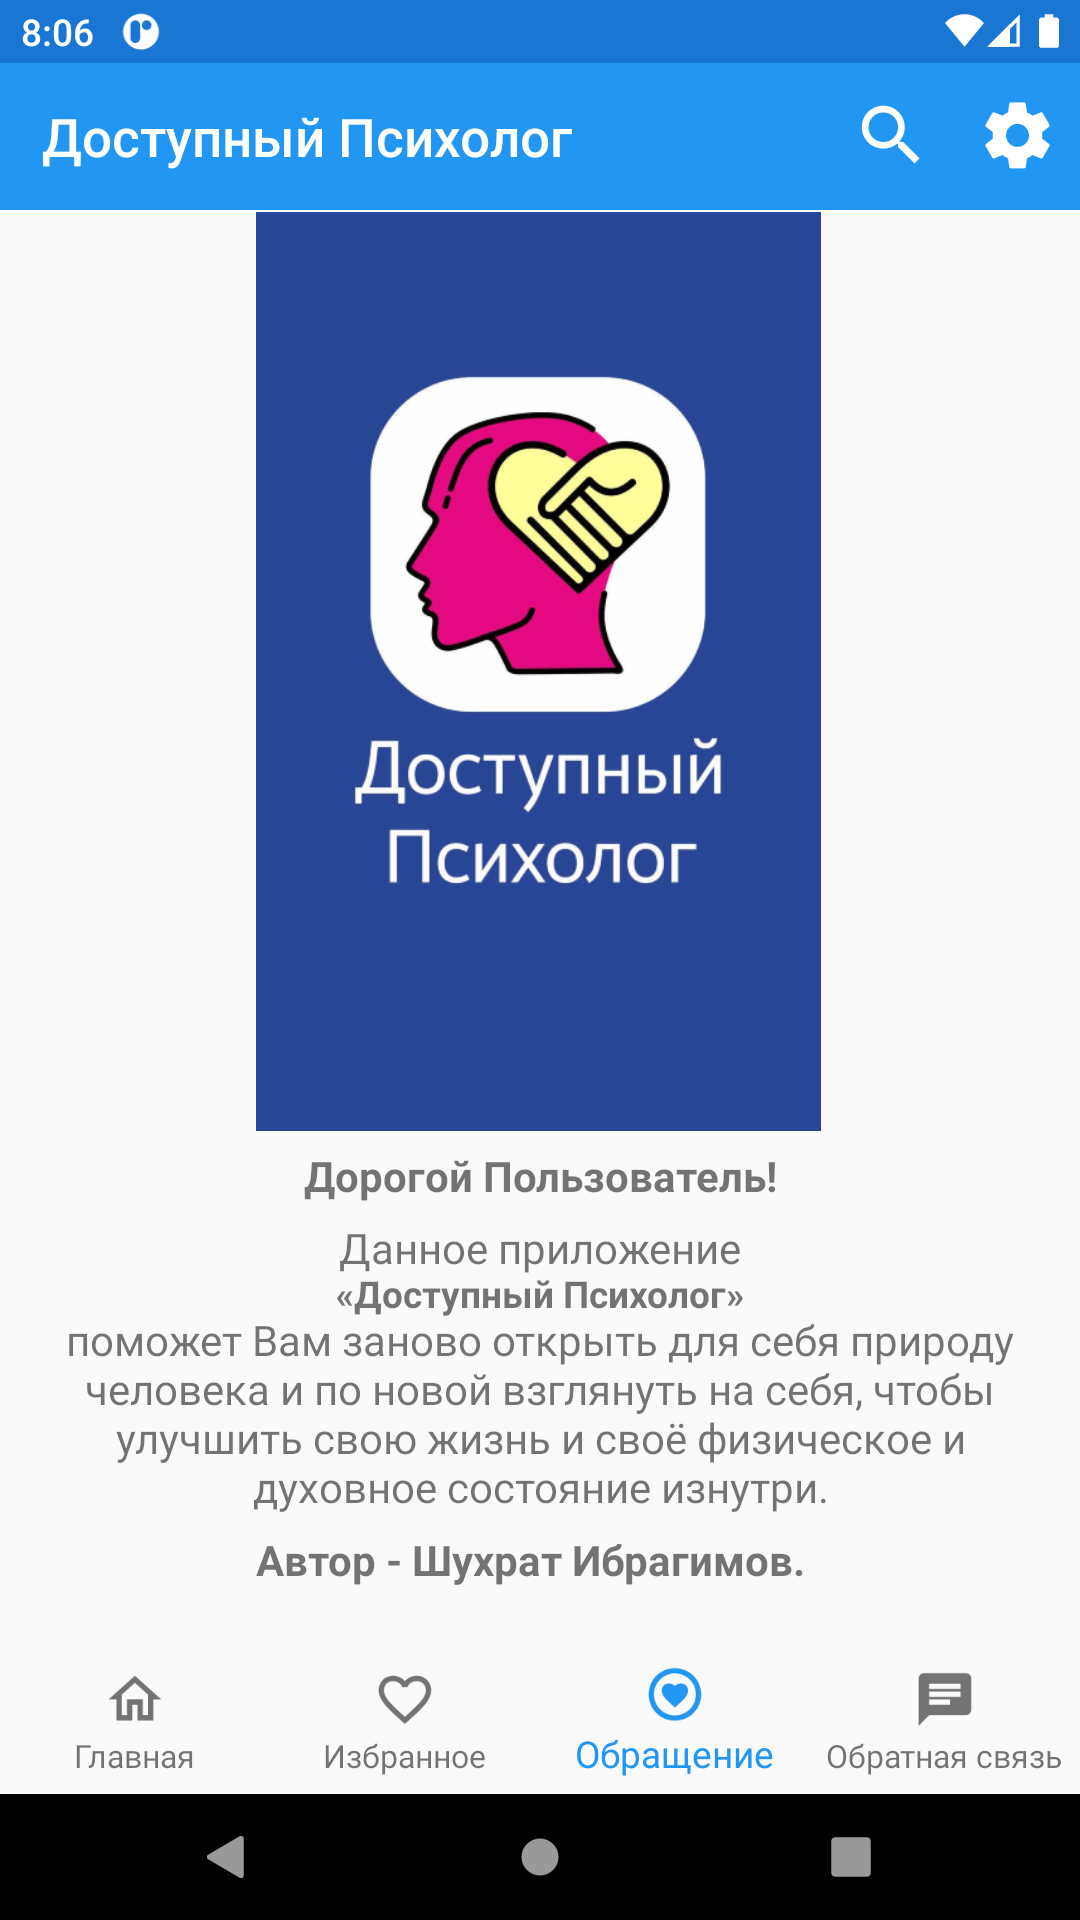 8:06
Доступный Психолог
Доступный
Психолог
Дорогой Пользователь!
Данное приложение
«Доступный Психолог»
поможет Вам заново открыть для себя природу
человека и по новой взглянуть на себя, чтобы
улучшить свою жизнь и своё физическое и
духовное состояние изнутри.
Автор - Шухрат Ибрагимов.
Главная
Избранное
Обращение
Обратная связь